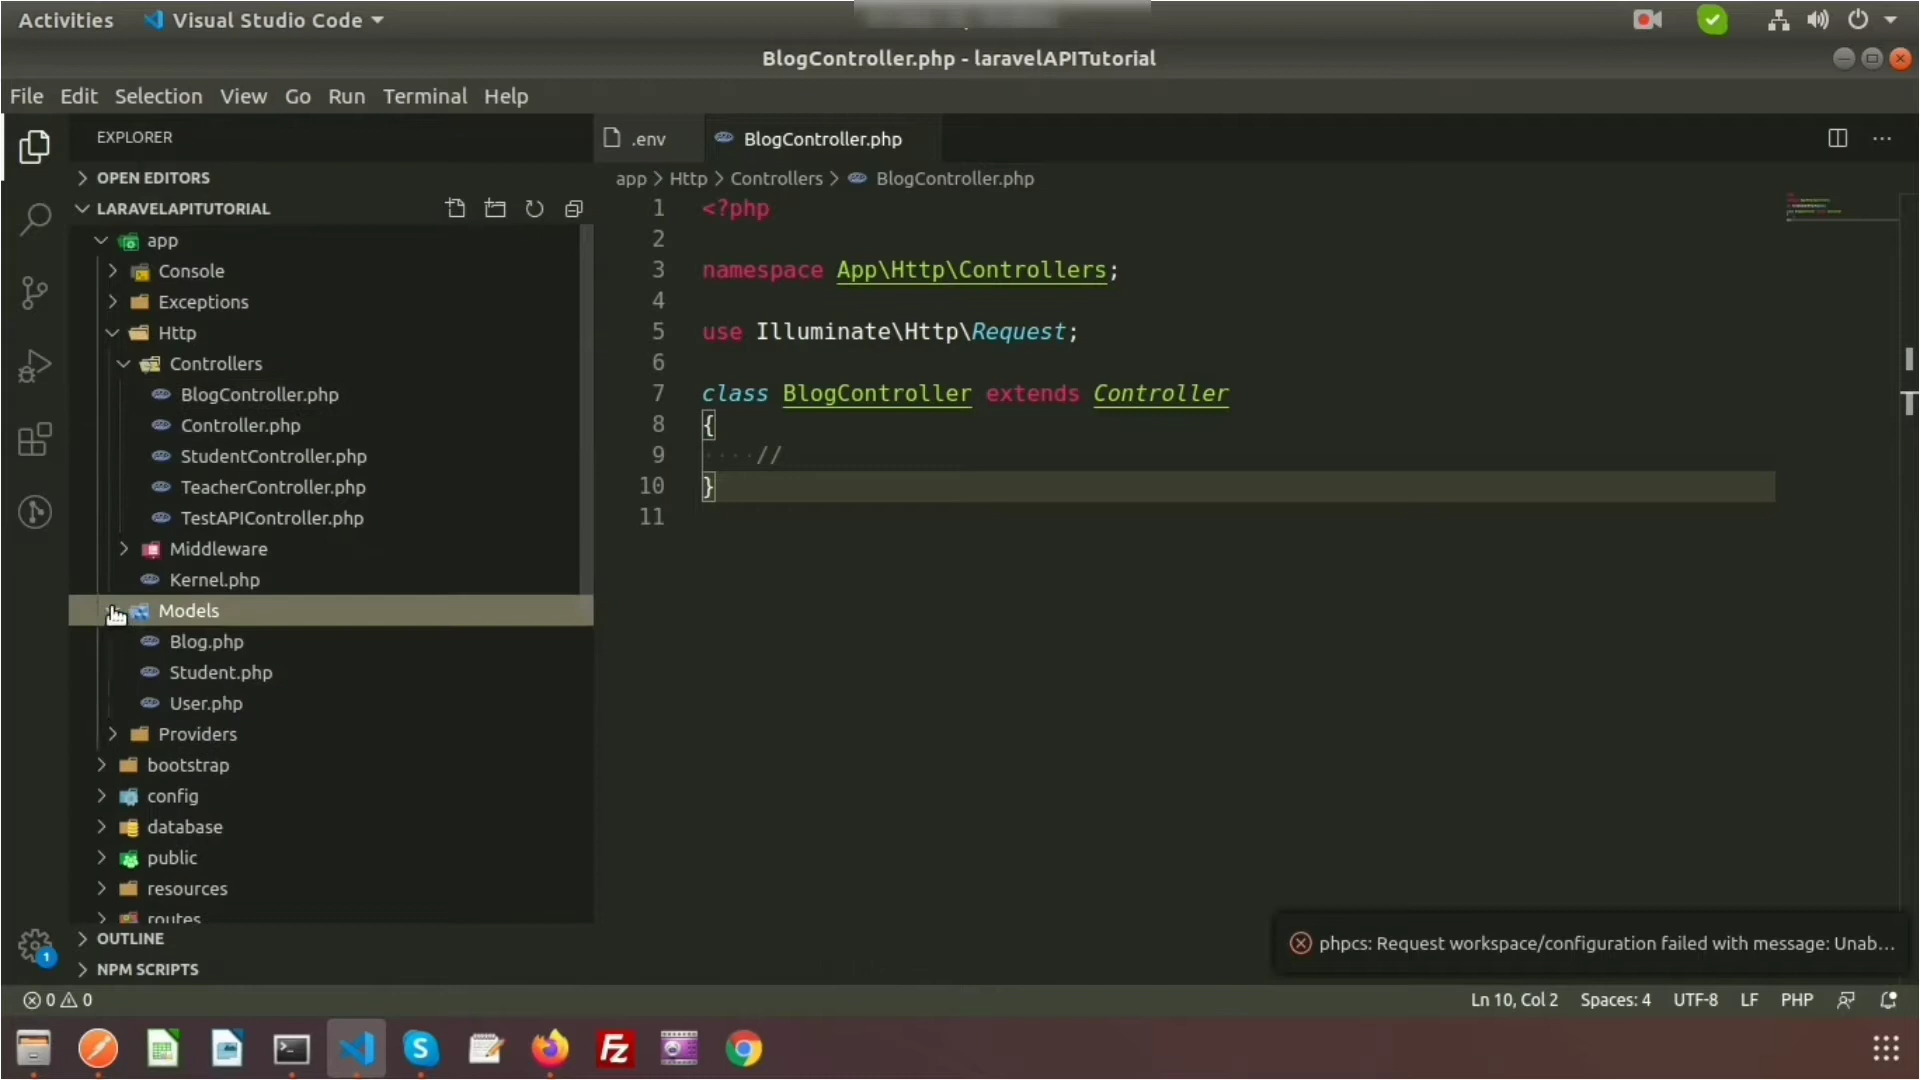 Activities Visual Studio Code
BlogController.php - laravelAPITutorial
File Edit Selection View Go Run Terminal Help
EXPLORER
.env
BlogController.php
OPEN EDITORS
app > Http > Controllers > BlogController.php
LARAVELAPITUTORIAL
app
Console
Exceptions
Http
Controllers
BlogController.php
Controller.php
StudentController.php
TeacherController.php
TestAPIController.php
Middleware
Kernel.php
Models
Blog.php
Student.php
User.php
Providers
bootstrap
config
database
public
resources
routes
OUTLINE
NPM SCRIPTS
1 <?php
2
3 namespace App\Http\Controllers;
4
5 use Illuminate\Http\Request;
6
7 class BlogController extends Controller
8 {
9 ····//
10 }
11
T
phpcs: Request workspace/configuration failed with message: Unab...
1
0 0
Ln 10, Col 2 Spaces: 4 UTF-8 LF PHP
S
Fz